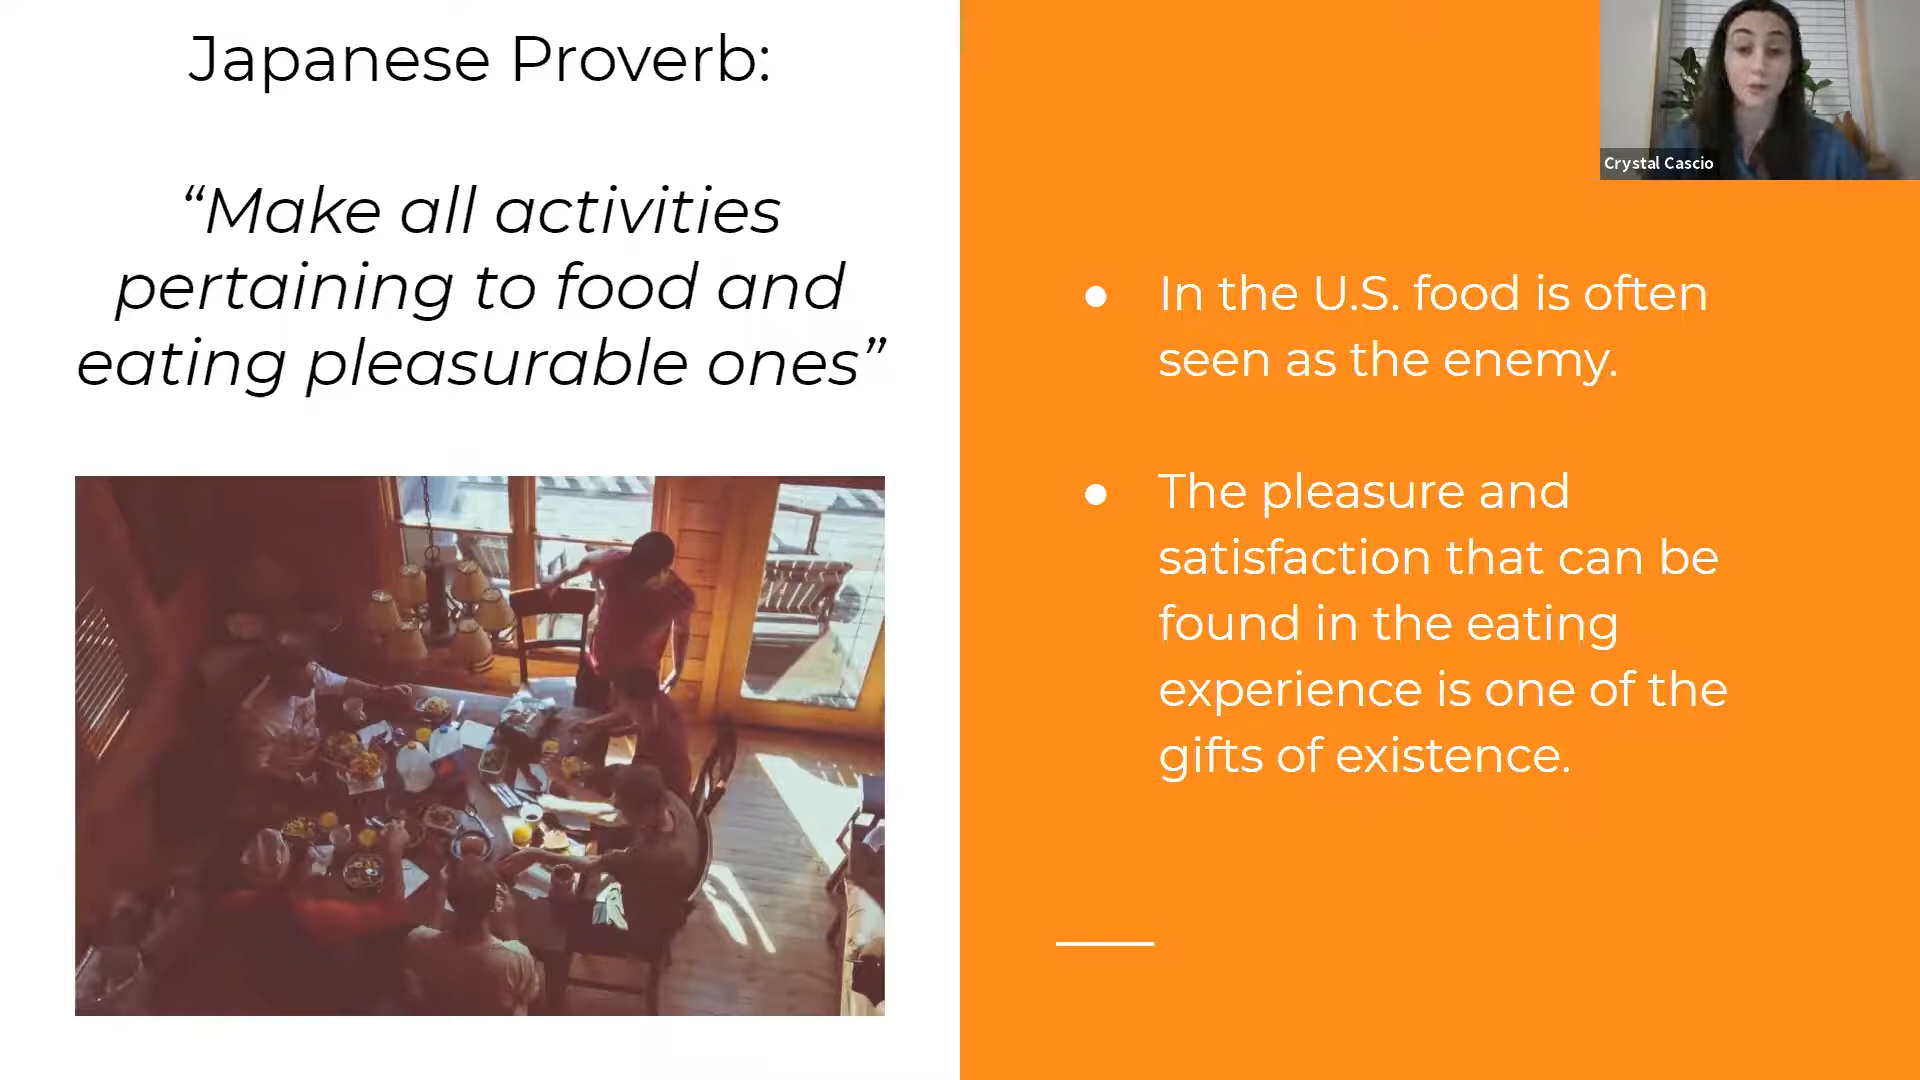 Japanese Proverb:
“Make all activities
pertaining to food and
eating pleasurable ones”
Crystal Cascio
● In the U.S. food is often
seen as the enemy.
● The pleasure and
satisfaction that can be
found in the eating
experience is one of the
gifts of existence.